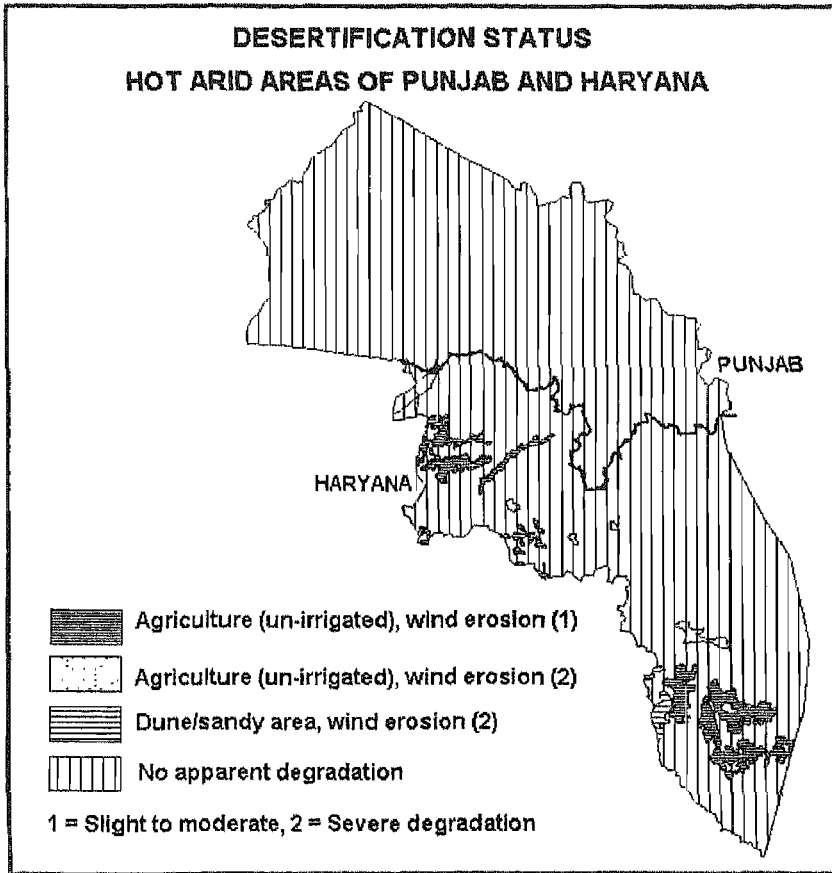 DESERTIFICATION STATUS
HOT ARID AREAS OF PUNJAB AND HARYANA
PUNJAB
HARYANA
Agriculture (un-irrigated), wind erosion (1)
Agriculture (un-irrigated), wind erosion (2)
Dune/sandy area, wind erosion (2)
No apparent degradation
1 = Slight to moderate, 2 = Severe degradation